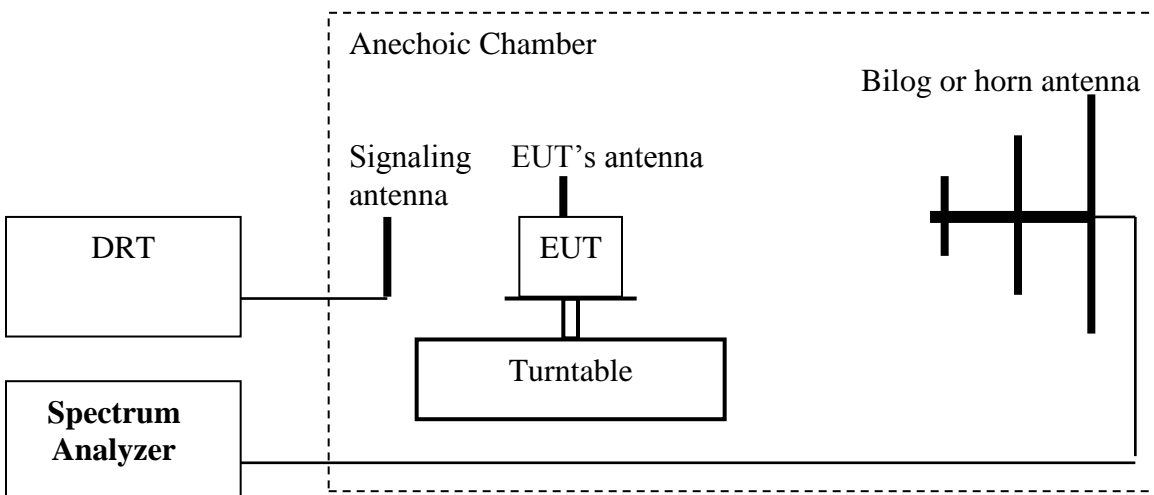 Anechoic Chamber
Bilog or horn antenna
Signaling
antenna
EUT’s antenna
DRT
EUT
Turntable
Spectrum
Analyzer